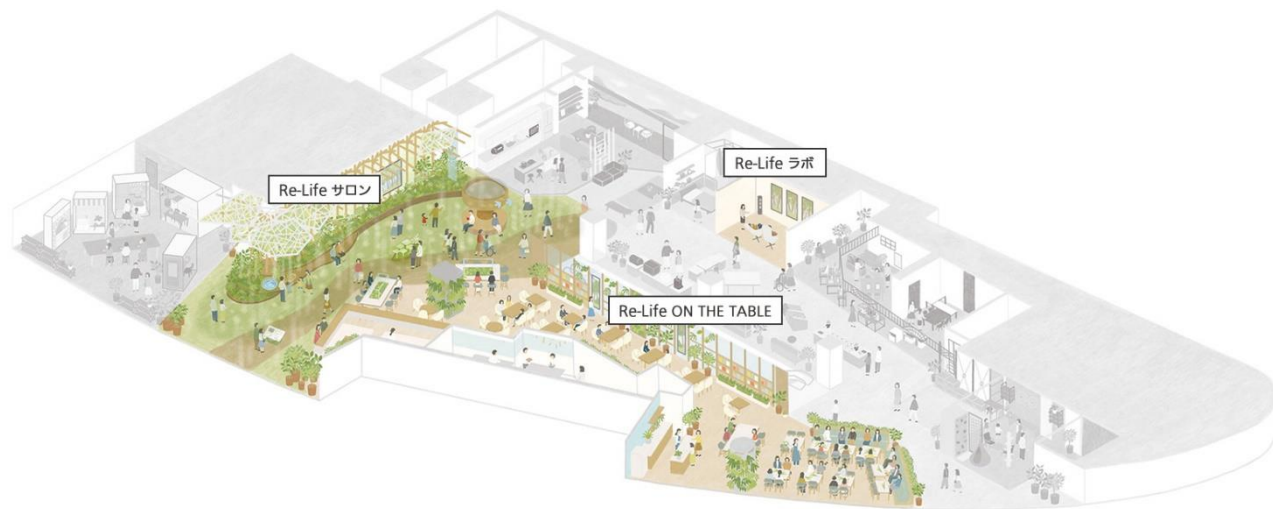 Re-Life サロン
Re-Life ラボ
Re-Life ON THE TABLE